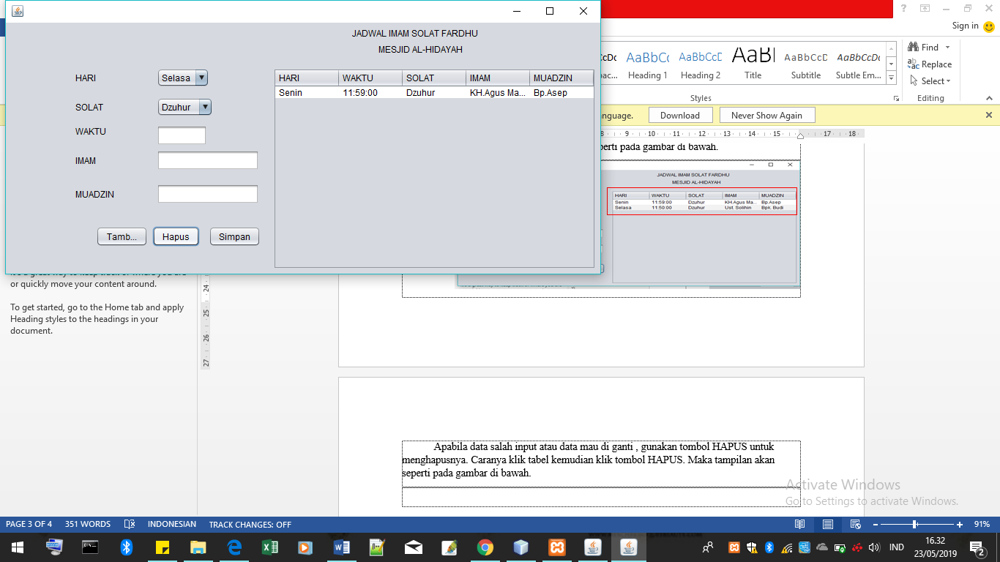 JADWAL IMAM SOLAT FARDHU
MESJID AL-HIDAYAH
HARI
Selasa
SOLAT
Dzuhur
WAKTU
IMAM
MUADZIN
Tamb...
Hapus
Simpan
HARI WAKTU SOLAT IMAM MUADZIN
Senin 11:59:00 Dzuhur KH.Agus Ma... Bp.Asep
?
Sign in
AaBbC AaBbCcD AaB AaBbCcD AaBbCcDc
Heading 1 Heading 2 Title Subtitle Subtle Em...
Styles
Find
Replace
Select
Editing
Download
Never Show Again
9 10 11 12 13 14 15 17 18
perti pada gambar di bawah.
JADWAL IMAM SOLAT FARDHU
MESJID AL-HIDAYAH
HARI WAKTU SOLAT IMAM MUADZIN
Senin 11:59:00 Dzuhur KH.Agus Ma... Bp.Asep
Selasa 11:50:00 Dzuhur Ust. Solihin Bpk. Budi
or quickly move your content around.
To get started, go to the Home tab and apply
Heading styles to the headings in your
document.
24
25
26
27
Apabila data salah input atau data mau di ganti , gunakan tombol HAPUS untuk
menghapusnya. Caranya klik tabel kemudian klik tombol HAPUS. Maka tampilan akan
seperti pada gambar di bawah.
Activate Windows
Go to Settings to activate Windows.
PAGE 3 OF 4 351 WORDS INDONESIAN TRACK CHANGES: OFF
91%
IND
16.32
23/05/2019
2